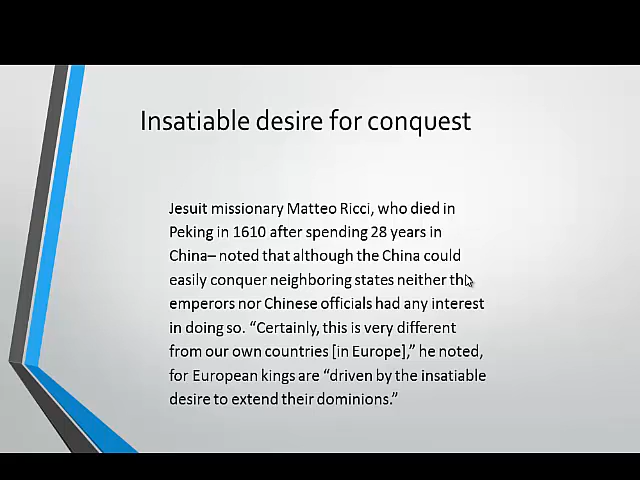 Insatiable desire for conquest
Jesuit missionary Matteo Ricci, who died in
Peking in 1610 after spending 28 years in
China– noted that although the China could
easily conquer neighboring states neither the
emperors nor Chinese officials had any interest
in doing so. “Certainly, this is very different
from our own countries [in Europe],” he noted,
for European kings are “driven by the insatiable
desire to extend their dominions.”